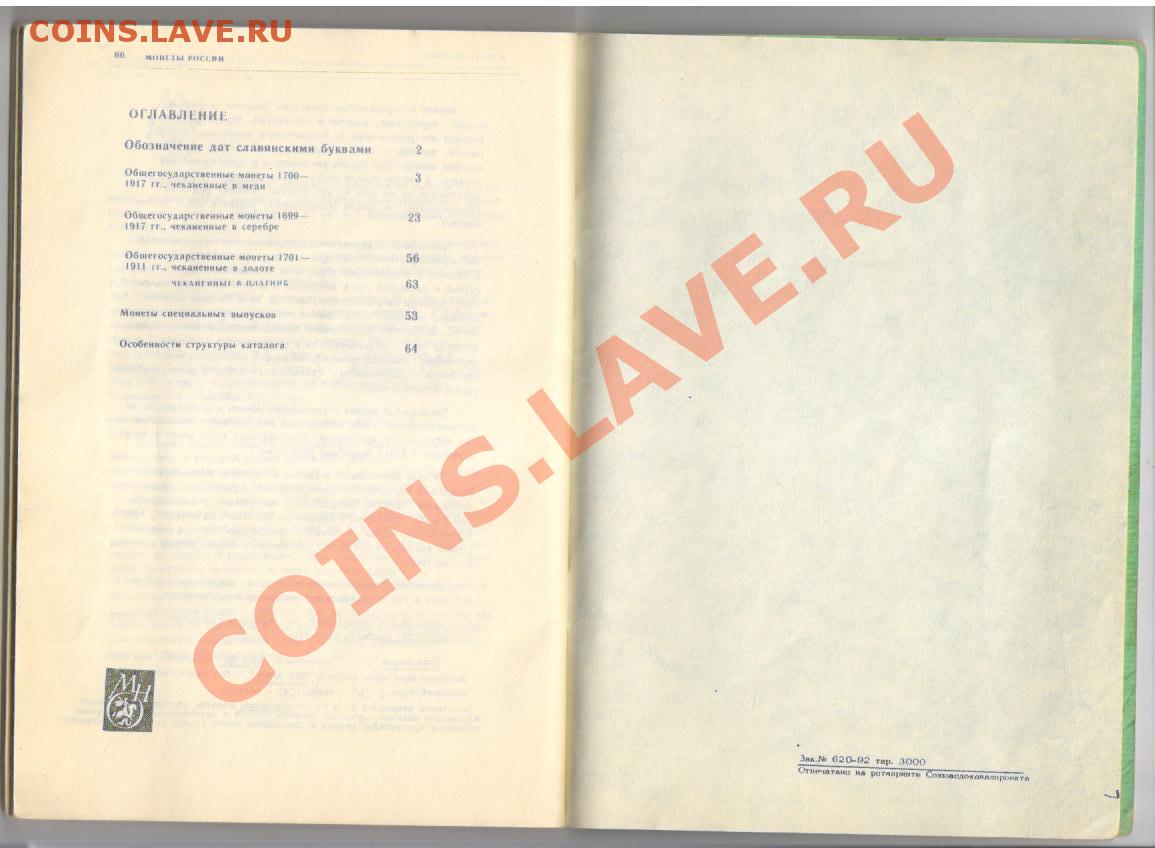 COINS.LAVE.RU
66 МОНЕТЫ РОССИИ
ОГЛАВЛЕНИЕ
Обозначение дат славянскими буквами 2
Общегосударственные монеты 1700—
1917 гг., чеканенные в меди 3
Общегосударственные монеты 1699—
1917 гг., чеканенные в серебре 23
Общегосударственные монеты 1701—
1911 гг., чеканенные в золоте 56
ЧЕКАНЕННЫЕ В ПЛАТИНЕ 63
Монеты специальных выпусков 53
Особенности структуры каталога 64
МН
COINS.LAVE.RU
Зак.№ 620-92 тир. 3000
Отпечатано на ротапринте Союзводоканалпроекта